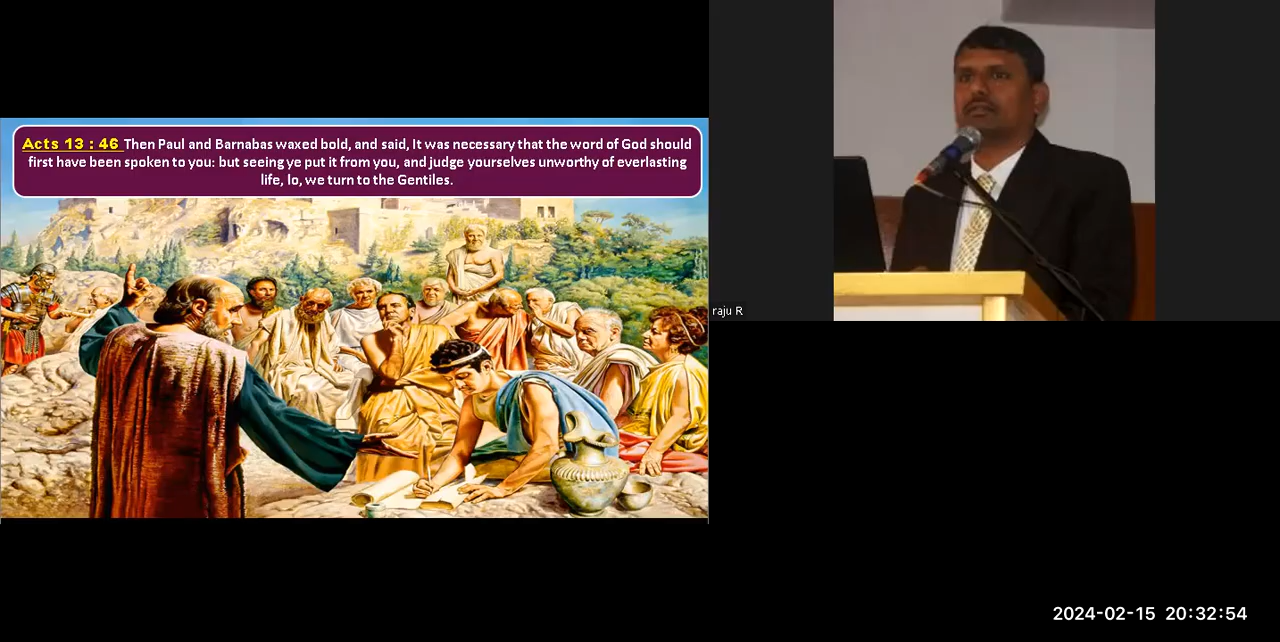 Acts 13 : 46 Then Paul and Barnabas waxed bold, and said, It was necessary that the word of God should
first have been spoken to you: but seeing ye put it from you, and judge yourselves unworthy of everlasting
life, lo, we turn to the Gentiles.
raju R
2024-02-15 20:32:54